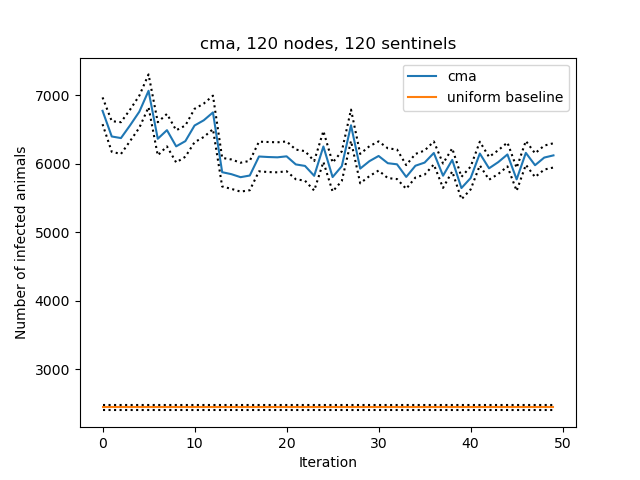 cma, 120 nodes, 120 sentinels
cma
uniform baseline
7000
6000
5000
4000
3000
Number of infected animals
0 10 20 30 40 50
Iteration